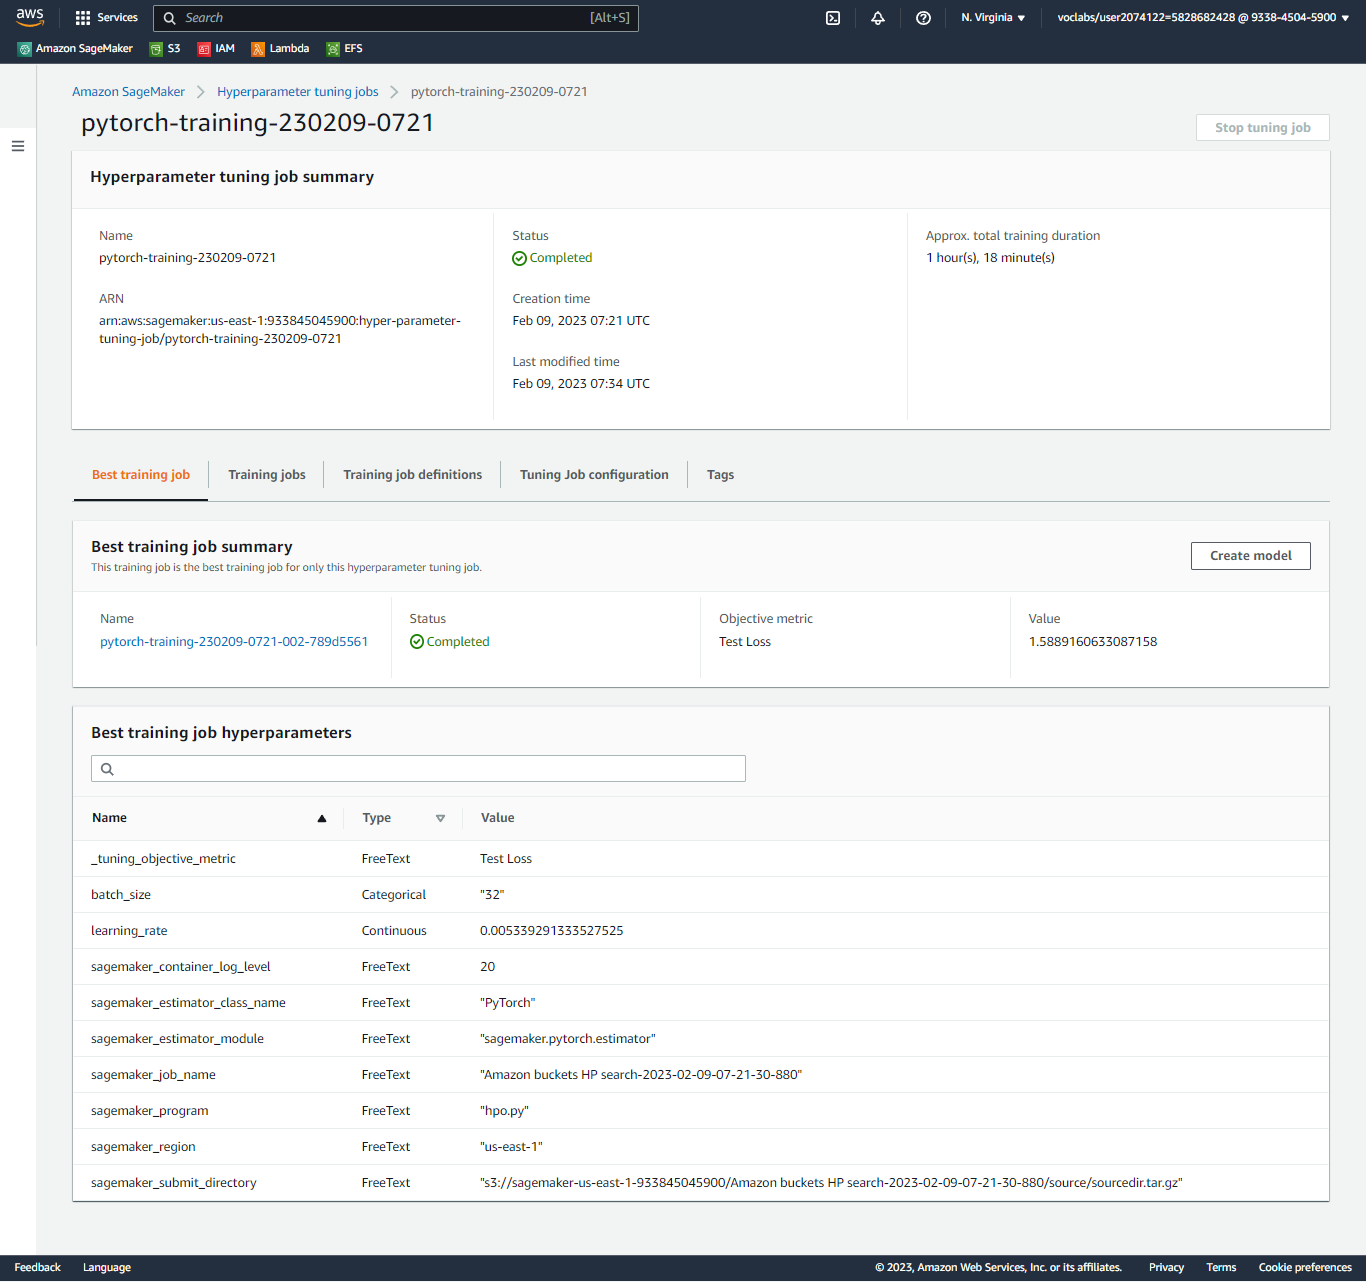 aws
Services
Search
[Alt+S]
N. Virginia
voclabs/user2074122=5828682428 @ 9338-4504-5900
Amazon SageMaker
S3
IAM
Lambda
EFS
Amazon SageMaker
Hyperparameter tuning jobs
pytorch-training-230209-0721
pytorch-training-230209-0721
Stop tuning job
Hyperparameter tuning job summary
Name
pytorch-training-230209-0721
ARN
arn:aws:sagemaker:us-east-1:933845045900:hyper-parameter-
tuning-job/pytorch-training-230209-0721
Status
Completed
Creation time
Feb 09, 2023 07:21 UTC
Last modified time
Feb 09, 2023 07:34 UTC
Approx. total training duration
1 hour(s), 18 minute(s)
Best training job
Training jobs
Training job definitions
Tuning Job configuration
Tags
Best training job summary
This training job is the best training job for only this hyperparameter tuning job.
Create model
Name
pytorch-training-230209-0721-002-789d5561
Status
Completed
Objective metric
Test Loss
Value
1.5889160633087158
Best training job hyperparameters
Name Type Value
_tuning_objective_metric FreeText Test Loss
batch_size Categorical "32"
learning_rate Continuous 0.005339291333527525
sagemaker_container_log_level FreeText 20
sagemaker_estimator_class_name FreeText "PyTorch"
sagemaker_estimator_module FreeText "sagemaker.pytorch.estimator"
sagemaker_job_name FreeText "Amazon buckets HP search-2023-02-09-07-21-30-880"
sagemaker_program FreeText "hpo.py"
sagemaker_region FreeText "us-east-1"
sagemaker_submit_directory FreeText "s3://sagemaker-us-east-1-933845045900/Amazon buckets HP search-2023-02-09-07-21-30-880/source/sourcedir.tar.gz"
Feedback
Language
© 2023, Amazon Web Services, Inc. or its affiliates.
Privacy
Terms
Cookie preferences